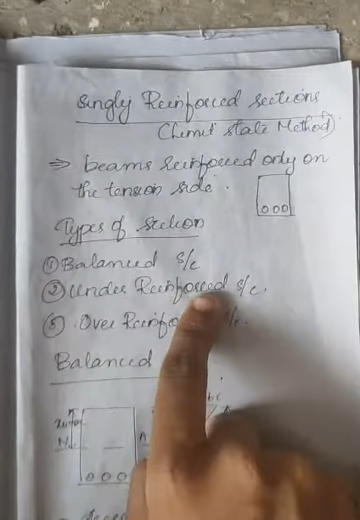 Singly Reinforced sections
(Limit state Method)
⇒ beams reinforced only on
the tension side.
Types of section
① Balanced s/c
② Under Reinforced s/c.
③ Over
Balanced